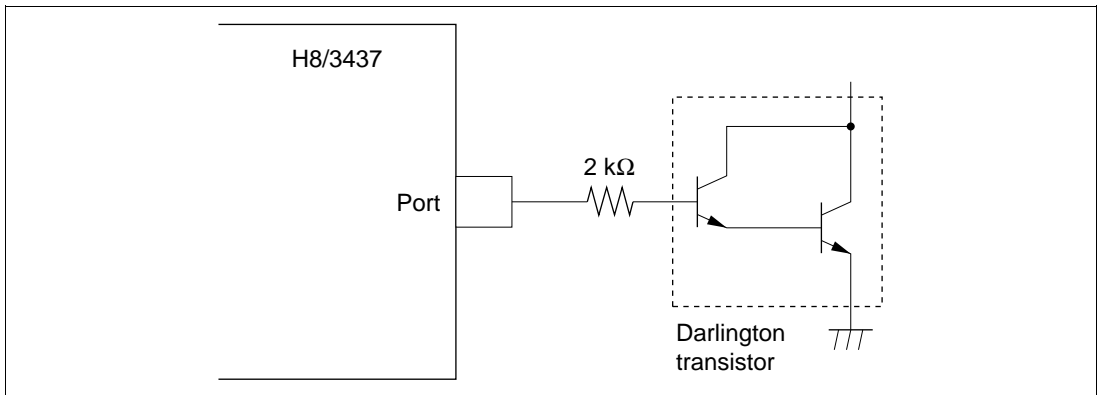 H8/3437
Port
2 kΩ
Darlington
transistor